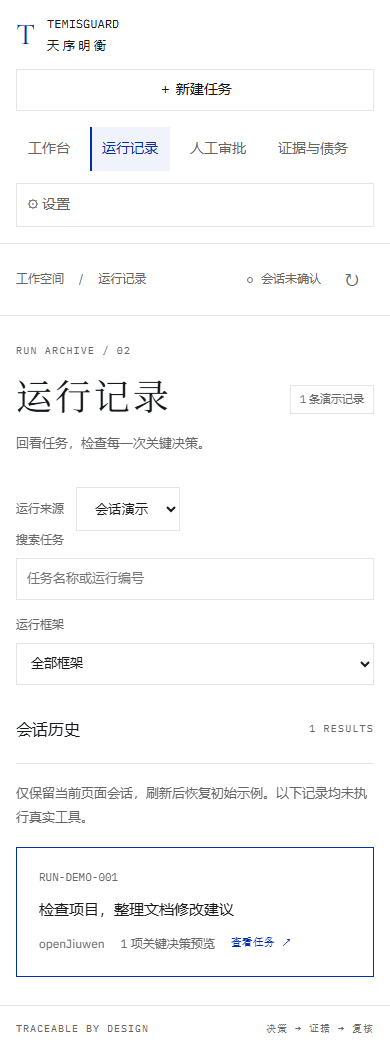 T
TEMISGUARD
天序明衡
+ 新建任务
工作台 运行记录 人工审批 证据与债务
⚙ 设置
工作空间 / 运行记录 会话未确认 ↻
RUN ARCHIVE / 02
运行记录
1 条演示记录
回看任务，检查每一次关键决策。
运行来源 会话演示
搜索任务
任务名称或运行编号
运行框架
全部框架
会话历史 1 RESULTS
仅保留当前页面会话，刷新后恢复初始示例。以下记录均未执
行真实工具。
RUN-DEMO-001
检查项目，整理文档修改建议
openJiuwen 1 项关键决策预览 查看任务 ↗
TRACEABLE BY DESIGN 决策 → 证据 → 复核